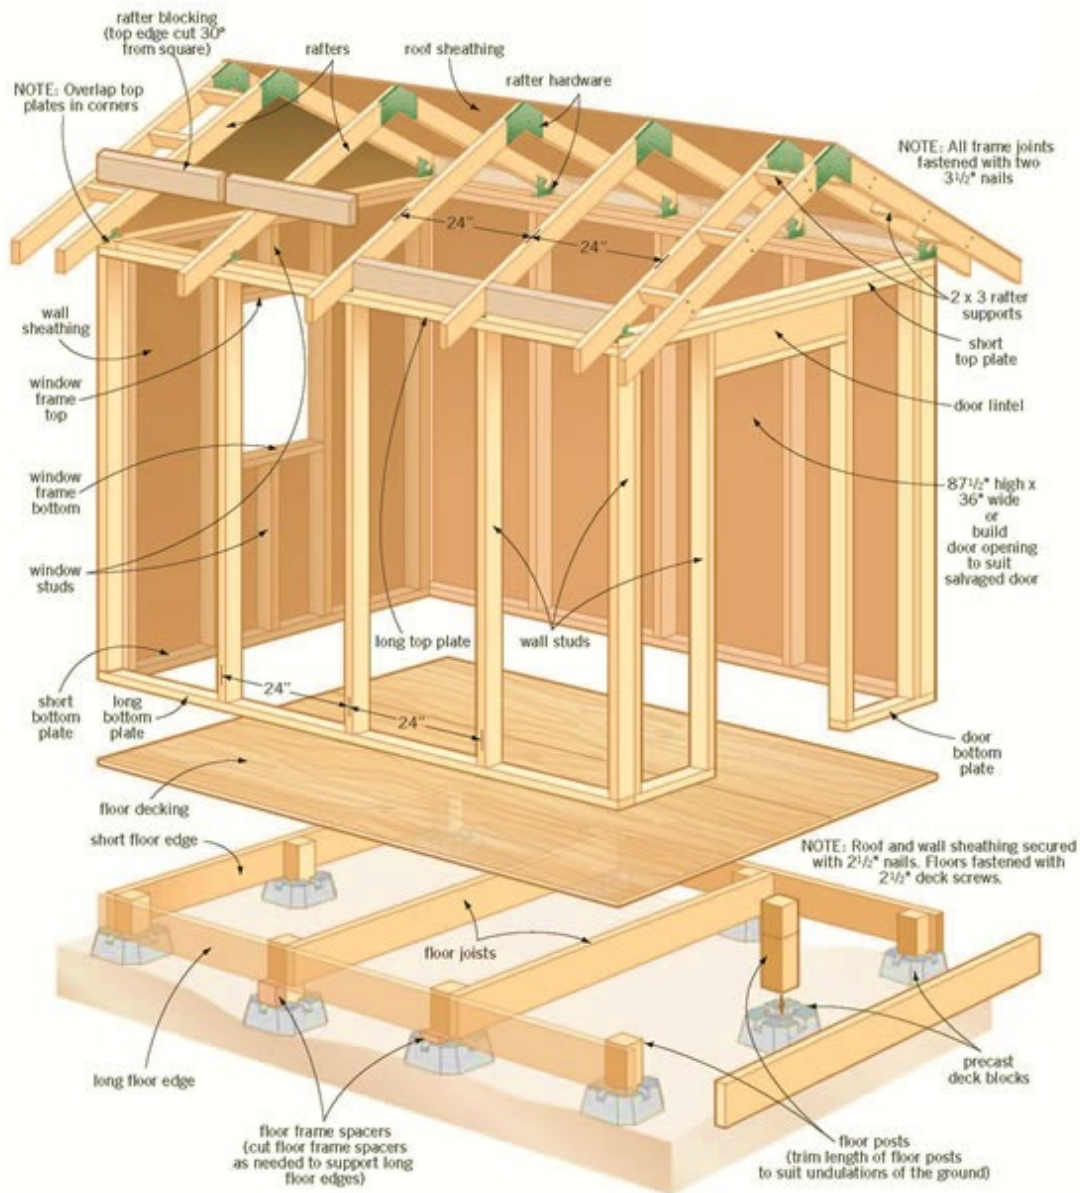 rafter blocking
(top edge cut 30°
from square)
rafters
roof sheathing
rafter hardware
NOTE: Overlap top
plates in corners
NOTE: All frame joints
fastened with two
3½" nails
24"
24"
2 x 3 rafter
supports
wall
sheathing
short
top plate
window
frame
top
door lintel
window
frame
bottom
87½" high x
36" wide
or
build
door opening
to suit
salvaged door
window
studs
long top plate
wall studs
short
bottom
plate
long
bottom
plate
24"
24"
door
bottom
plate
floor decking
short floor edge
NOTE: Roof and wall sheathing secured
with 2½" nails. Floors fastened with
2½" deck screws.
floor joists
long floor edge
precast
deck blocks
floor frame spacers
(cut floor frame spacers
as needed to support long
floor edges)
floor posts
(trim length of floor posts
to suit undulations of the ground)